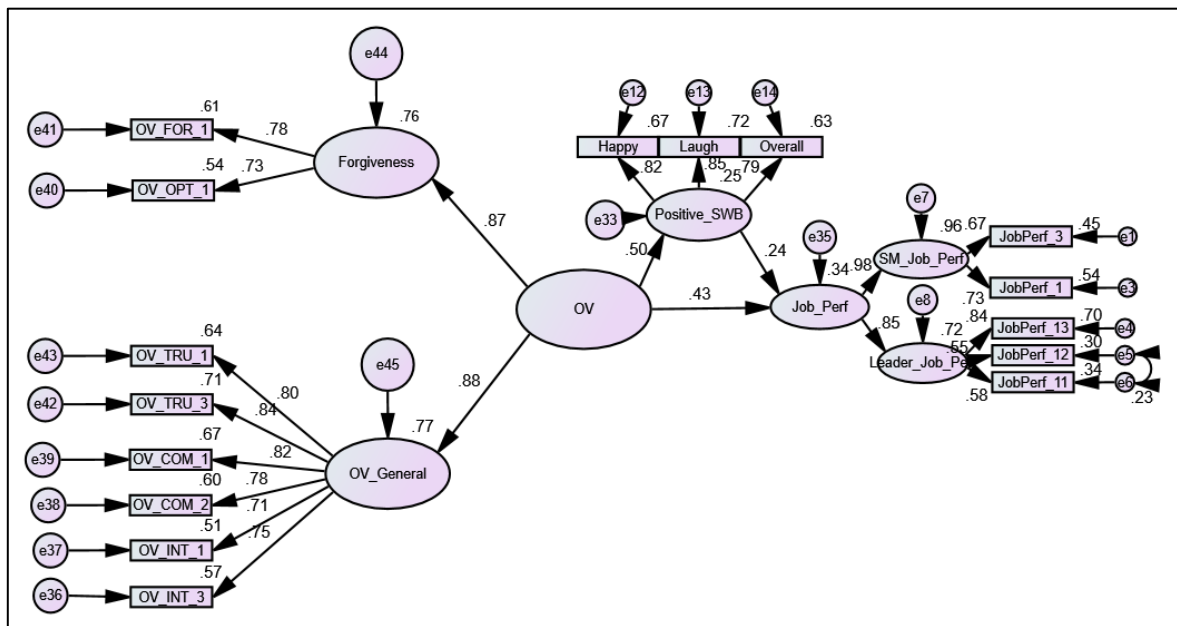 e44
.61
.76
e41
OV_FOR_1
.78
Forgiveness
.54
.73
e40
OV_OPT_1
.87
e12
e13
e14
.67
.72
.63
Happy
Laugh
Overall
.82
.85
.25
.79
e33
Positive_SWB
.50
.24
OV
.43
e35
.34
Job_Perf
.98
.85
e7
.96
SM_Job_Perf
.67
JobPerf_3
.45
e1
.73
JobPerf_1
.54
e3
e8
.72
Leader_Job_Pe
.84
JobPerf_13
.70
e4
.55
JobPerf_12
.30
e5
.58
JobPerf_11
.34
e6
.23
.88
e45
.77
OV_General
.64
e43
OV_TRU_1
.80
.71
e42
OV_TRU_3
.84
.67
e39
OV_COM_1
.82
.60
e38
OV_COM_2
.78
.51
e37
OV_INT_1
.71
.57
e36
OV_INT_3
.75